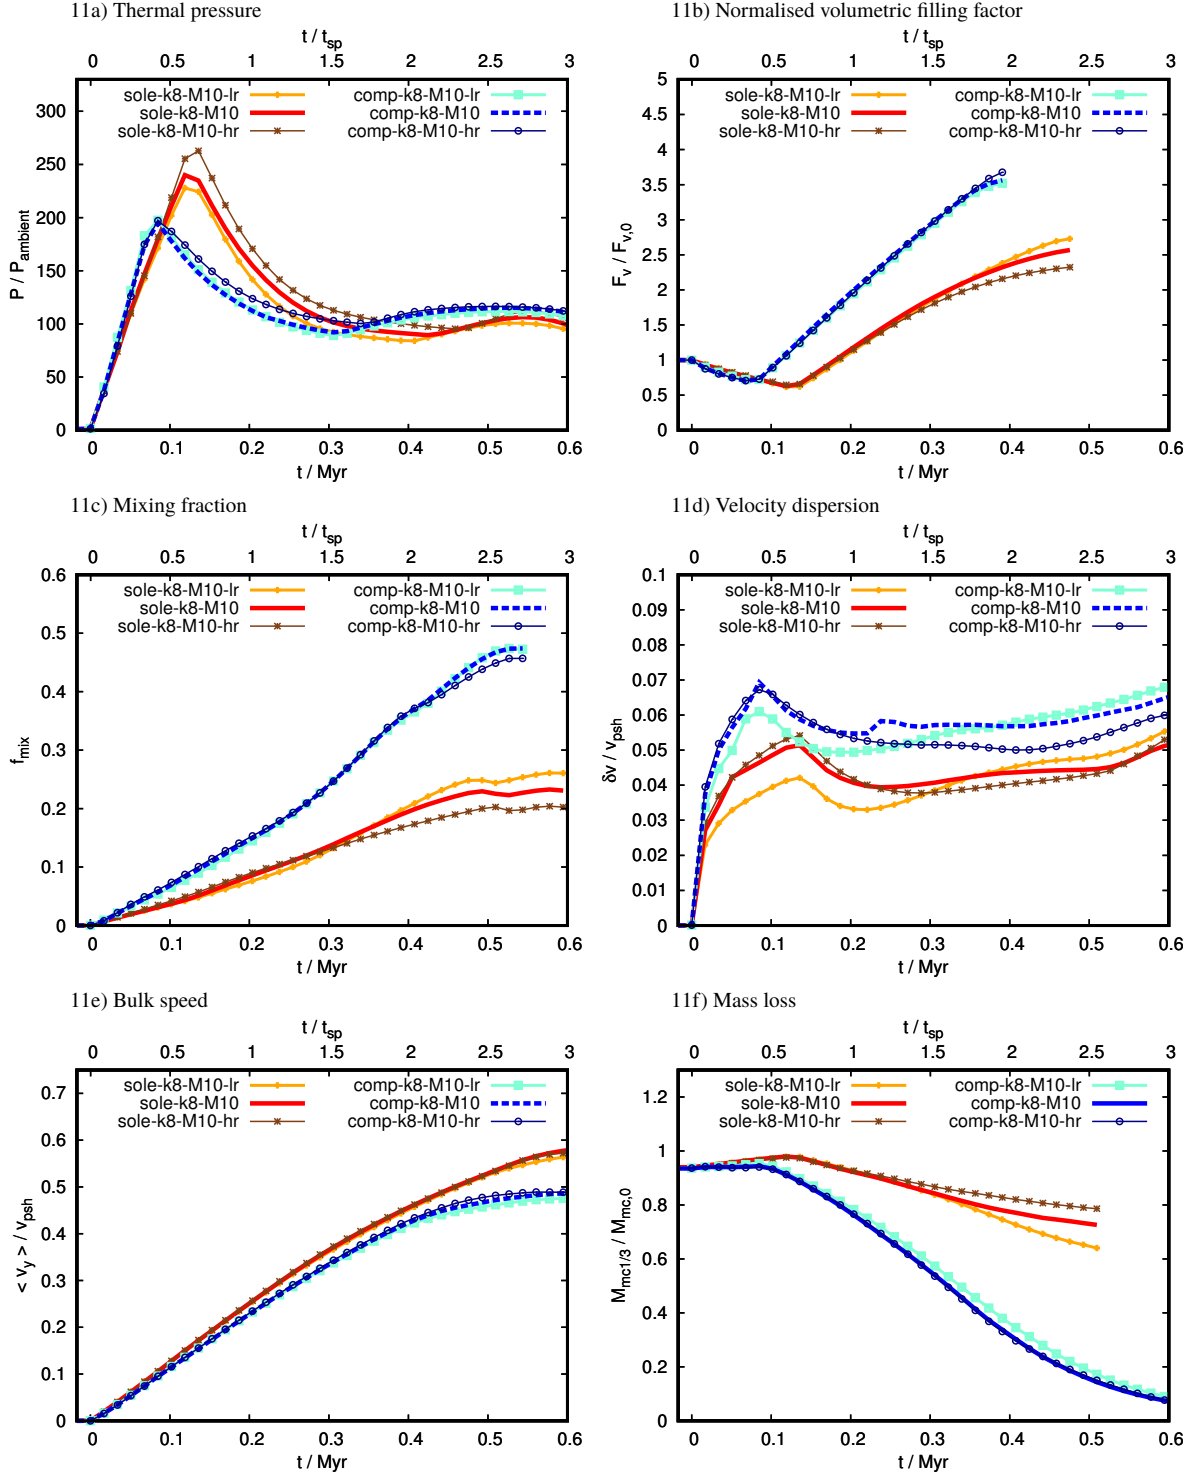 11a) Thermal pressure
t / tsp
0 0.5 1 1.5 2 2.5 3
sole-k8-M10-lr
sole-k8-M10
sole-k8-M10-hr
comp-k8-M10-lr
comp-k8-M10
comp-k8-M10-hr
P / Pambient
300
250
200
150
100
50
0
0 0.1 0.2 0.3 0.4 0.5 0.6
t / Myr
11b) Normalised volumetric filling factor
t / tsp
0 0.5 1 1.5 2 2.5 3
sole-k8-M10-lr
sole-k8-M10
sole-k8-M10-hr
comp-k8-M10-lr
comp-k8-M10
comp-k8-M10-hr
Fv / Fv,0
5
4.5
4
3.5
3
2.5
2
1.5
1
0.5
0
0 0.1 0.2 0.3 0.4 0.5 0.6
t / Myr
11c) Mixing fraction
t / tsp
0 0.5 1 1.5 2 2.5 3
sole-k8-M10-lr
sole-k8-M10
sole-k8-M10-hr
comp-k8-M10-lr
comp-k8-M10
comp-k8-M10-hr
fmix
0.6
0.5
0.4
0.3
0.2
0.1
0
0 0.1 0.2 0.3 0.4 0.5 0.6
t / Myr
11d) Velocity dispersion
t / tsp
0 0.5 1 1.5 2 2.5 3
sole-k8-M10-lr
sole-k8-M10
sole-k8-M10-hr
comp-k8-M10-lr
comp-k8-M10
comp-k8-M10-hr
δv / vpsh
0.1
0.09
0.08
0.07
0.06
0.05
0.04
0.03
0.02
0.01
0
0 0.1 0.2 0.3 0.4 0.5 0.6
t / Myr
11e) Bulk speed
t / tsp
0 0.5 1 1.5 2 2.5 3
sole-k8-M10-lr
sole-k8-M10
sole-k8-M10-hr
comp-k8-M10-lr
comp-k8-M10
comp-k8-M10-hr
< vy > / vpsh
0.7
0.6
0.5
0.4
0.3
0.2
0.1
0
0 0.1 0.2 0.3 0.4 0.5 0.6
t / Myr
11f) Mass loss
t / tsp
0 0.5 1 1.5 2 2.5 3
sole-k8-M10-lr
sole-k8-M10
sole-k8-M10-hr
comp-k8-M10-lr
comp-k8-M10
comp-k8-M10-hr
Mmc1/3 / Mmc,0
1.2
1
0.8
0.6
0.4
0.2
0
0 0.1 0.2 0.3 0.4 0.5 0.6
t / Myr